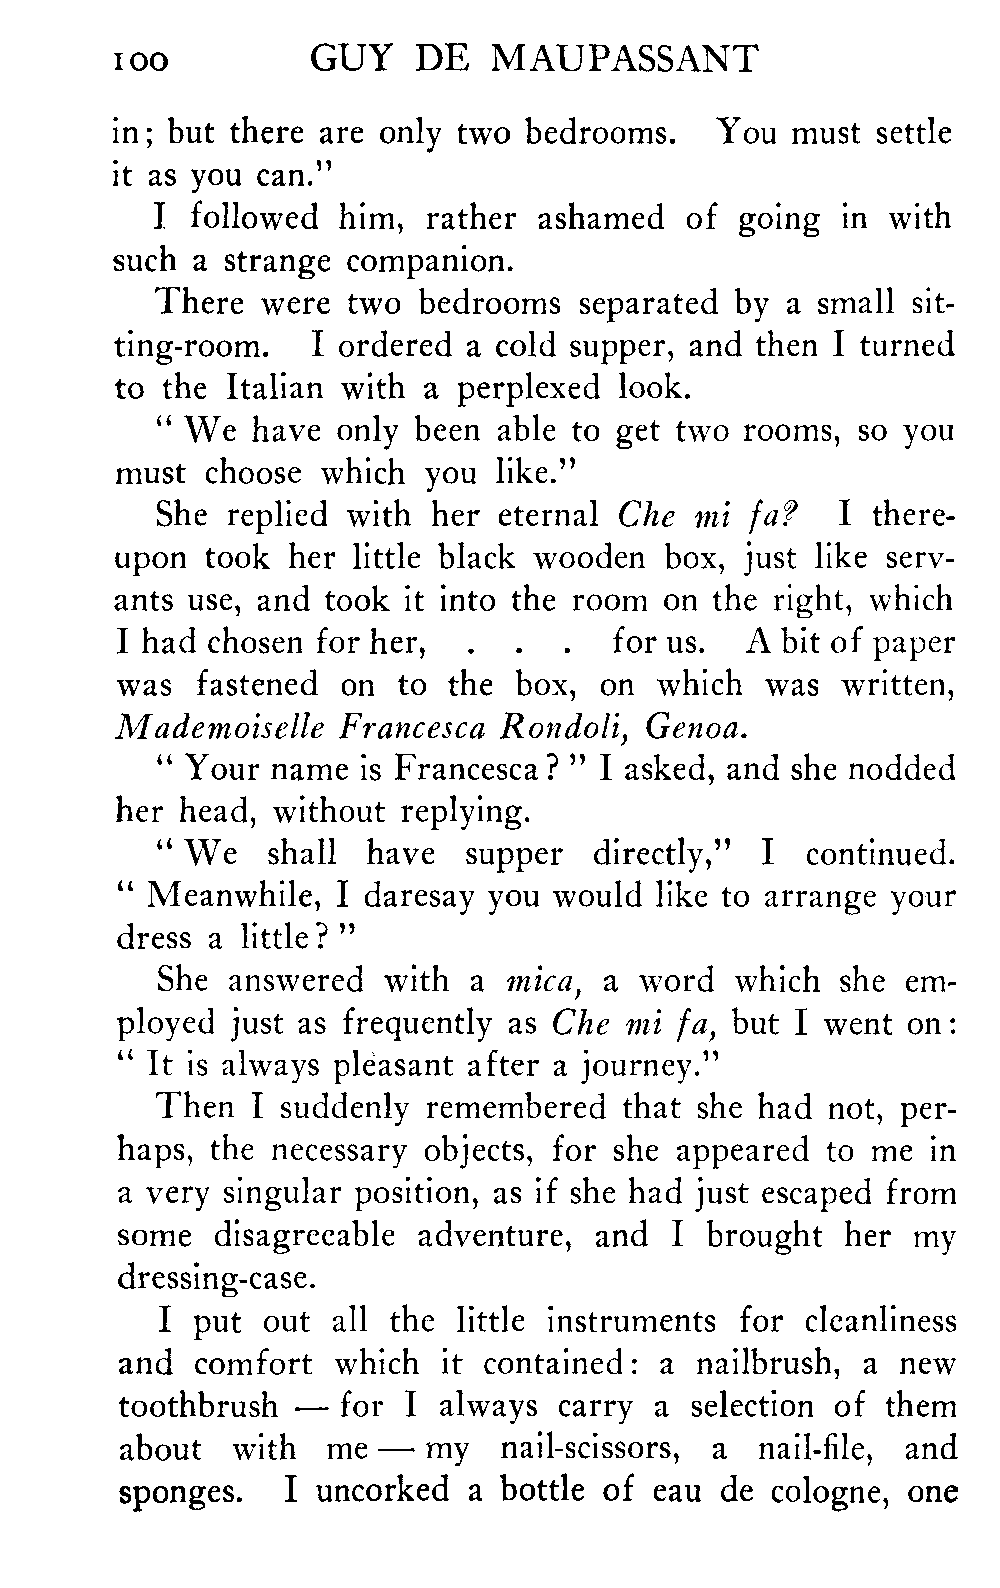 100 GUY DE MAUPASSANT
in; but there are only two bedrooms. You must settle
it as you can."
I followed him, rather ashamed of going in with
such a strange companion.
There were two bedrooms separated by a small sit-
ting-room. I ordered a cold supper, and then I turned
to the Italian with a perplexed look.
" We have only been able to get two rooms, so you
must choose which you like."
She replied with her eternal Che mi fa? I there-
upon took her little black wooden box, just like serv-
ants use, and took it into the room on the right, which
I had chosen for her, . . . for us. A bit of paper
was fastened on to the box, on which was written,
Mademoiselle Francesca Rondoli, Genoa.
" Your name is Francesca? " I asked, and she nodded
her head, without replying.
" We shall have supper directly," I continued.
" Meanwhile, I daresay you would like to arrange your
dress a little? "
She answered with a mica, a word which she em-
ployed just as frequently as Che mi fa, but I went on:
" It is always pleasant after a journey."
Then I suddenly remembered that she had not, per-
haps, the necessary objects, for she appeared to me in
a very singular position, as if she had just escaped from
some disagreeable adventure, and I brought her my
dressing-case.
I put out all the little instruments for cleanliness
and comfort which it contained: a nailbrush, a new
toothbrush — for I always carry a selection of them
about with me — my nail-scissors, a nail-file, and
sponges. I uncorked a bottle of eau de cologne, one